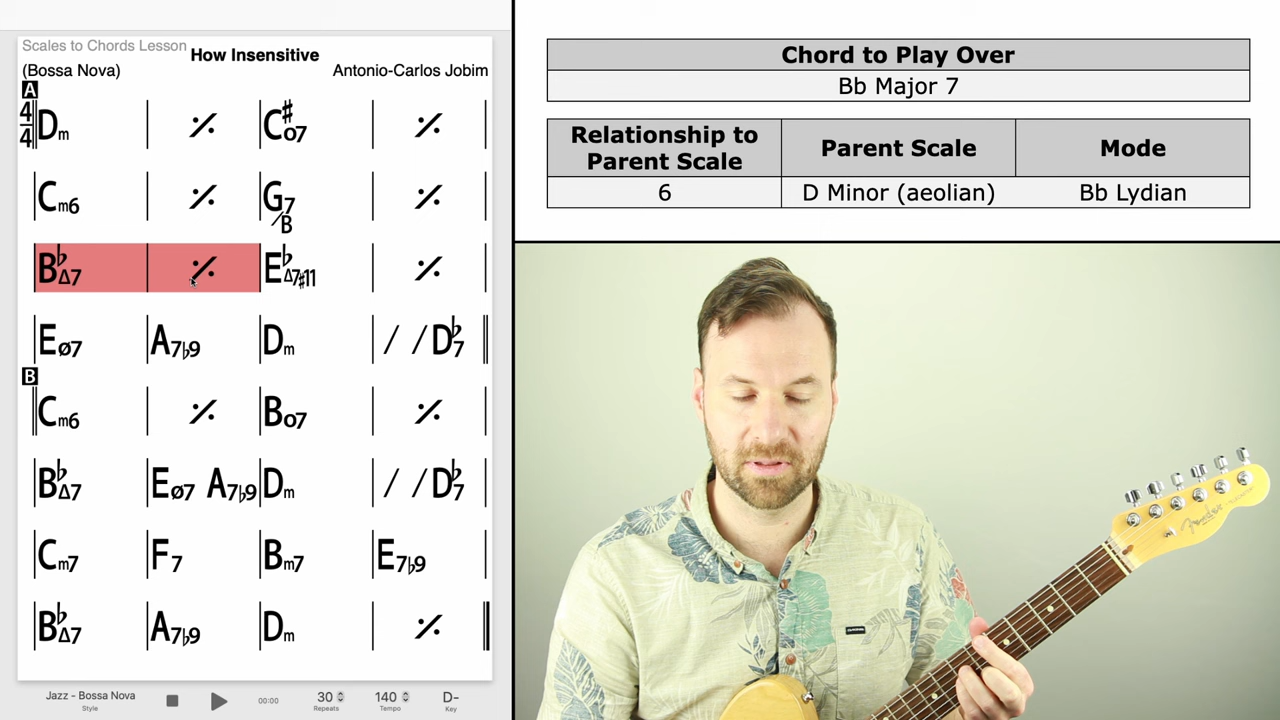 Scales to Chords Lesson
How Insensitive
(Bossa Nova)
Antonio-Carlos Jobim
A
4/4 Dm | ٪ | C♯o7 | ٪
Cm6 | ٪ | G7/B | ٪
B♭Δ7 | ٪ | E♭Δ7♯11 | ٪
Eø7 | A7♭9 | Dm | / / D♭7
B
Cm6 | ٪ | Bo7 | ٪
B♭Δ7 | Eø7 A7♭9 | Dm | / / D♭7
Cm7 | F7 | Bm7 | E7♭9
B♭Δ7 | A7♭9 | Dm | ٪
Jazz - Bossa Nova
Style
00:00
30
Repeats
140
Tempo
D-
Key
Chord to Play Over
Bb Major 7
Relationship to Parent Scale
Parent Scale
Mode
6
D Minor (aeolian)
Bb Lydian
Fender